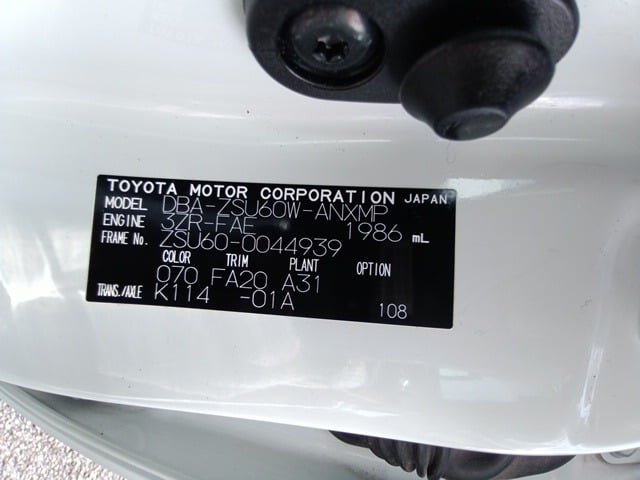 TOYOTA MOTOR CORPORATION JAPAN
MODEL DBA-ZSU60W-ANXMP
ENGINE 3ZR-FAE 1986 mL
FRAME No. ZSU60-0044939
COLOR TRIM PLANT OPTION
070 FA20 A31
TRANS./AXLE K114 -01A
108